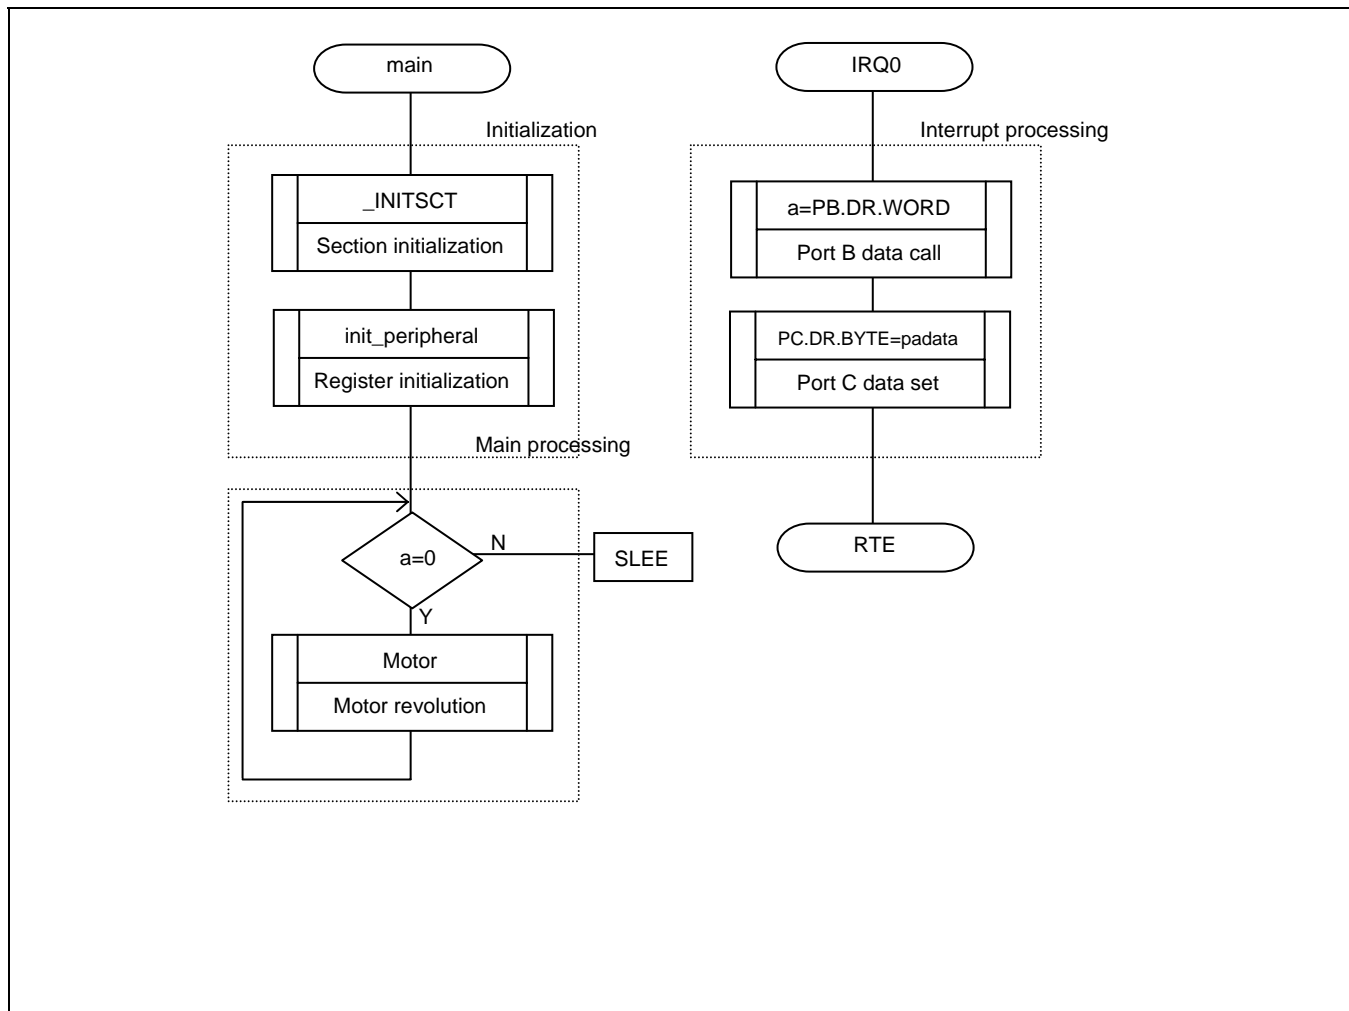 main
Initialization
_INITSCT
Section initialization
init_peripheral
Register initialization
Main processing
a=0
N
SLEE
Y
Motor
Motor revolution
IRQ0
Interrupt processing
a=PB.DR.WORD
Port B data call
PC.DR.BYTE=padata
Port C data set
RTE